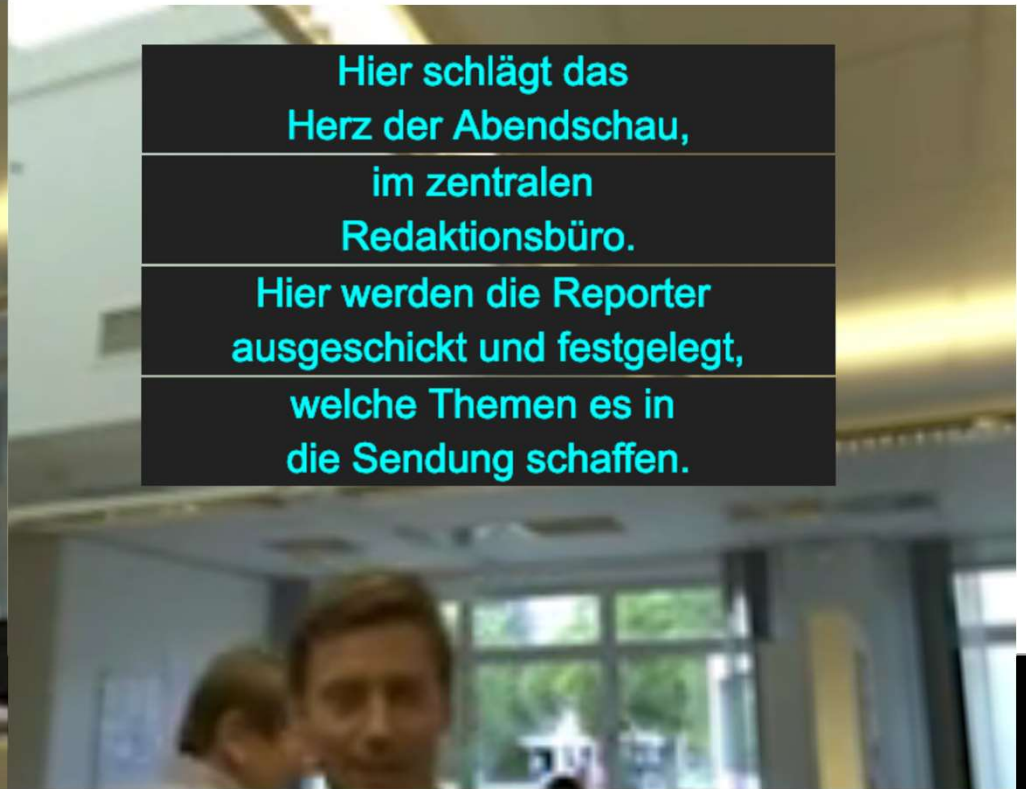 Hier schlägt das
Herz der Abendschau,
im zentralen
Redaktionsbüro.
Hier werden die Reporter
ausgeschickt und festgelegt,
welche Themen es in
die Sendung schaffen.